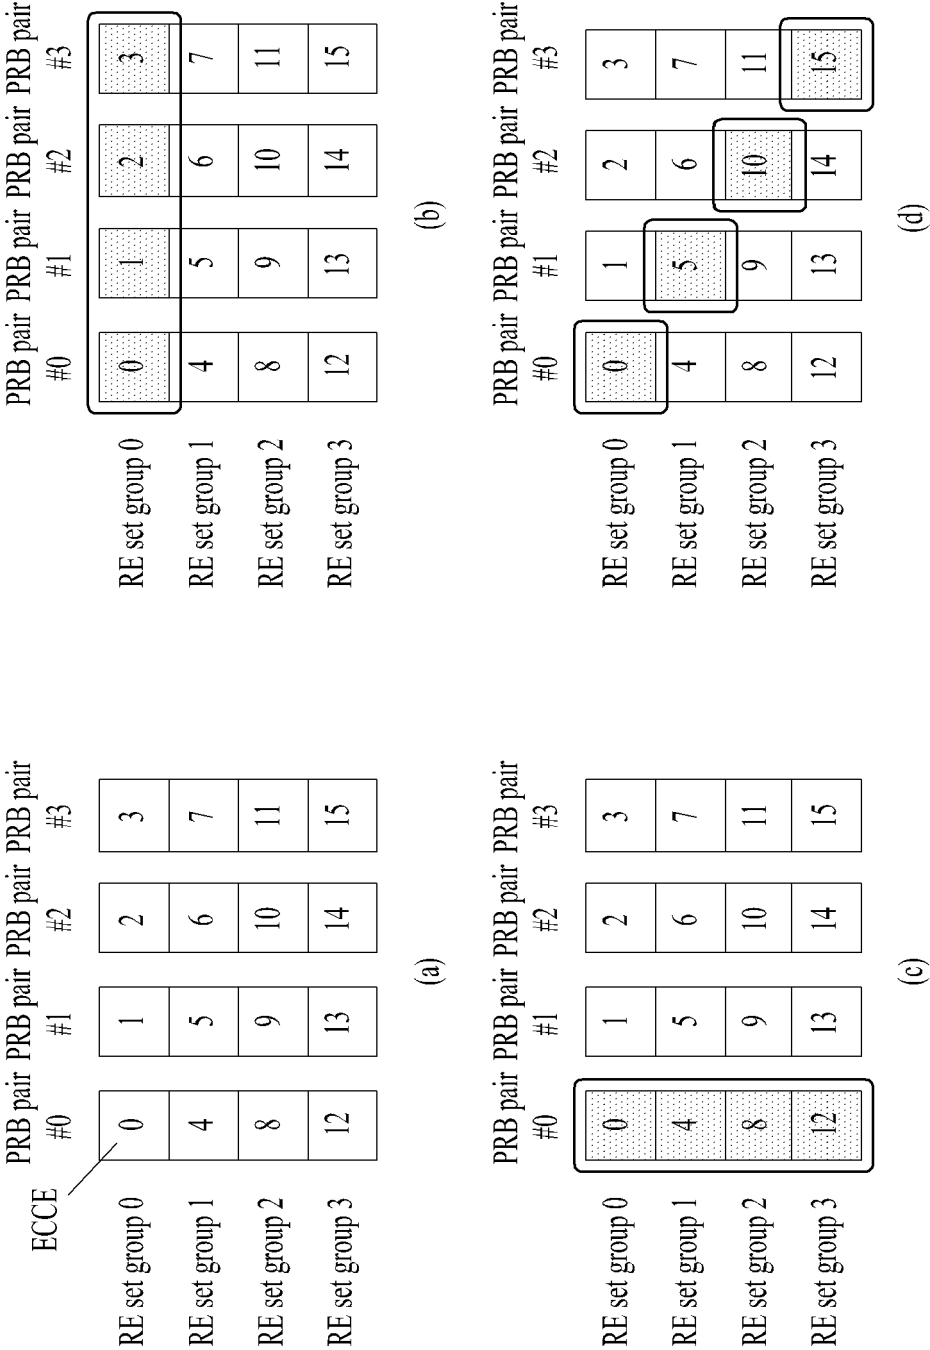 ECCE
PRB pair #0
PRB pair #1
PRB pair #2
PRB pair #3
RE set group 0
0
1
2
3
RE set group 1
4
5
6
7
RE set group 2
8
9
10
11
RE set group 3
12
13
14
15
(a)
PRB pair #0
PRB pair #1
PRB pair #2
PRB pair #3
RE set group 0
0
1
2
3
RE set group 1
4
5
6
7
RE set group 2
8
9
10
11
RE set group 3
12
13
14
15
(b)
PRB pair #0
PRB pair #1
PRB pair #2
PRB pair #3
RE set group 0
0
1
2
3
RE set group 1
4
5
6
7
RE set group 2
8
9
10
11
RE set group 3
12
13
14
15
(c)
PRB pair #0
PRB pair #1
PRB pair #2
PRB pair #3
RE set group 0
0
1
2
3
RE set group 1
4
5
6
7
RE set group 2
8
9
10
11
RE set group 3
12
13
14
15
(d)